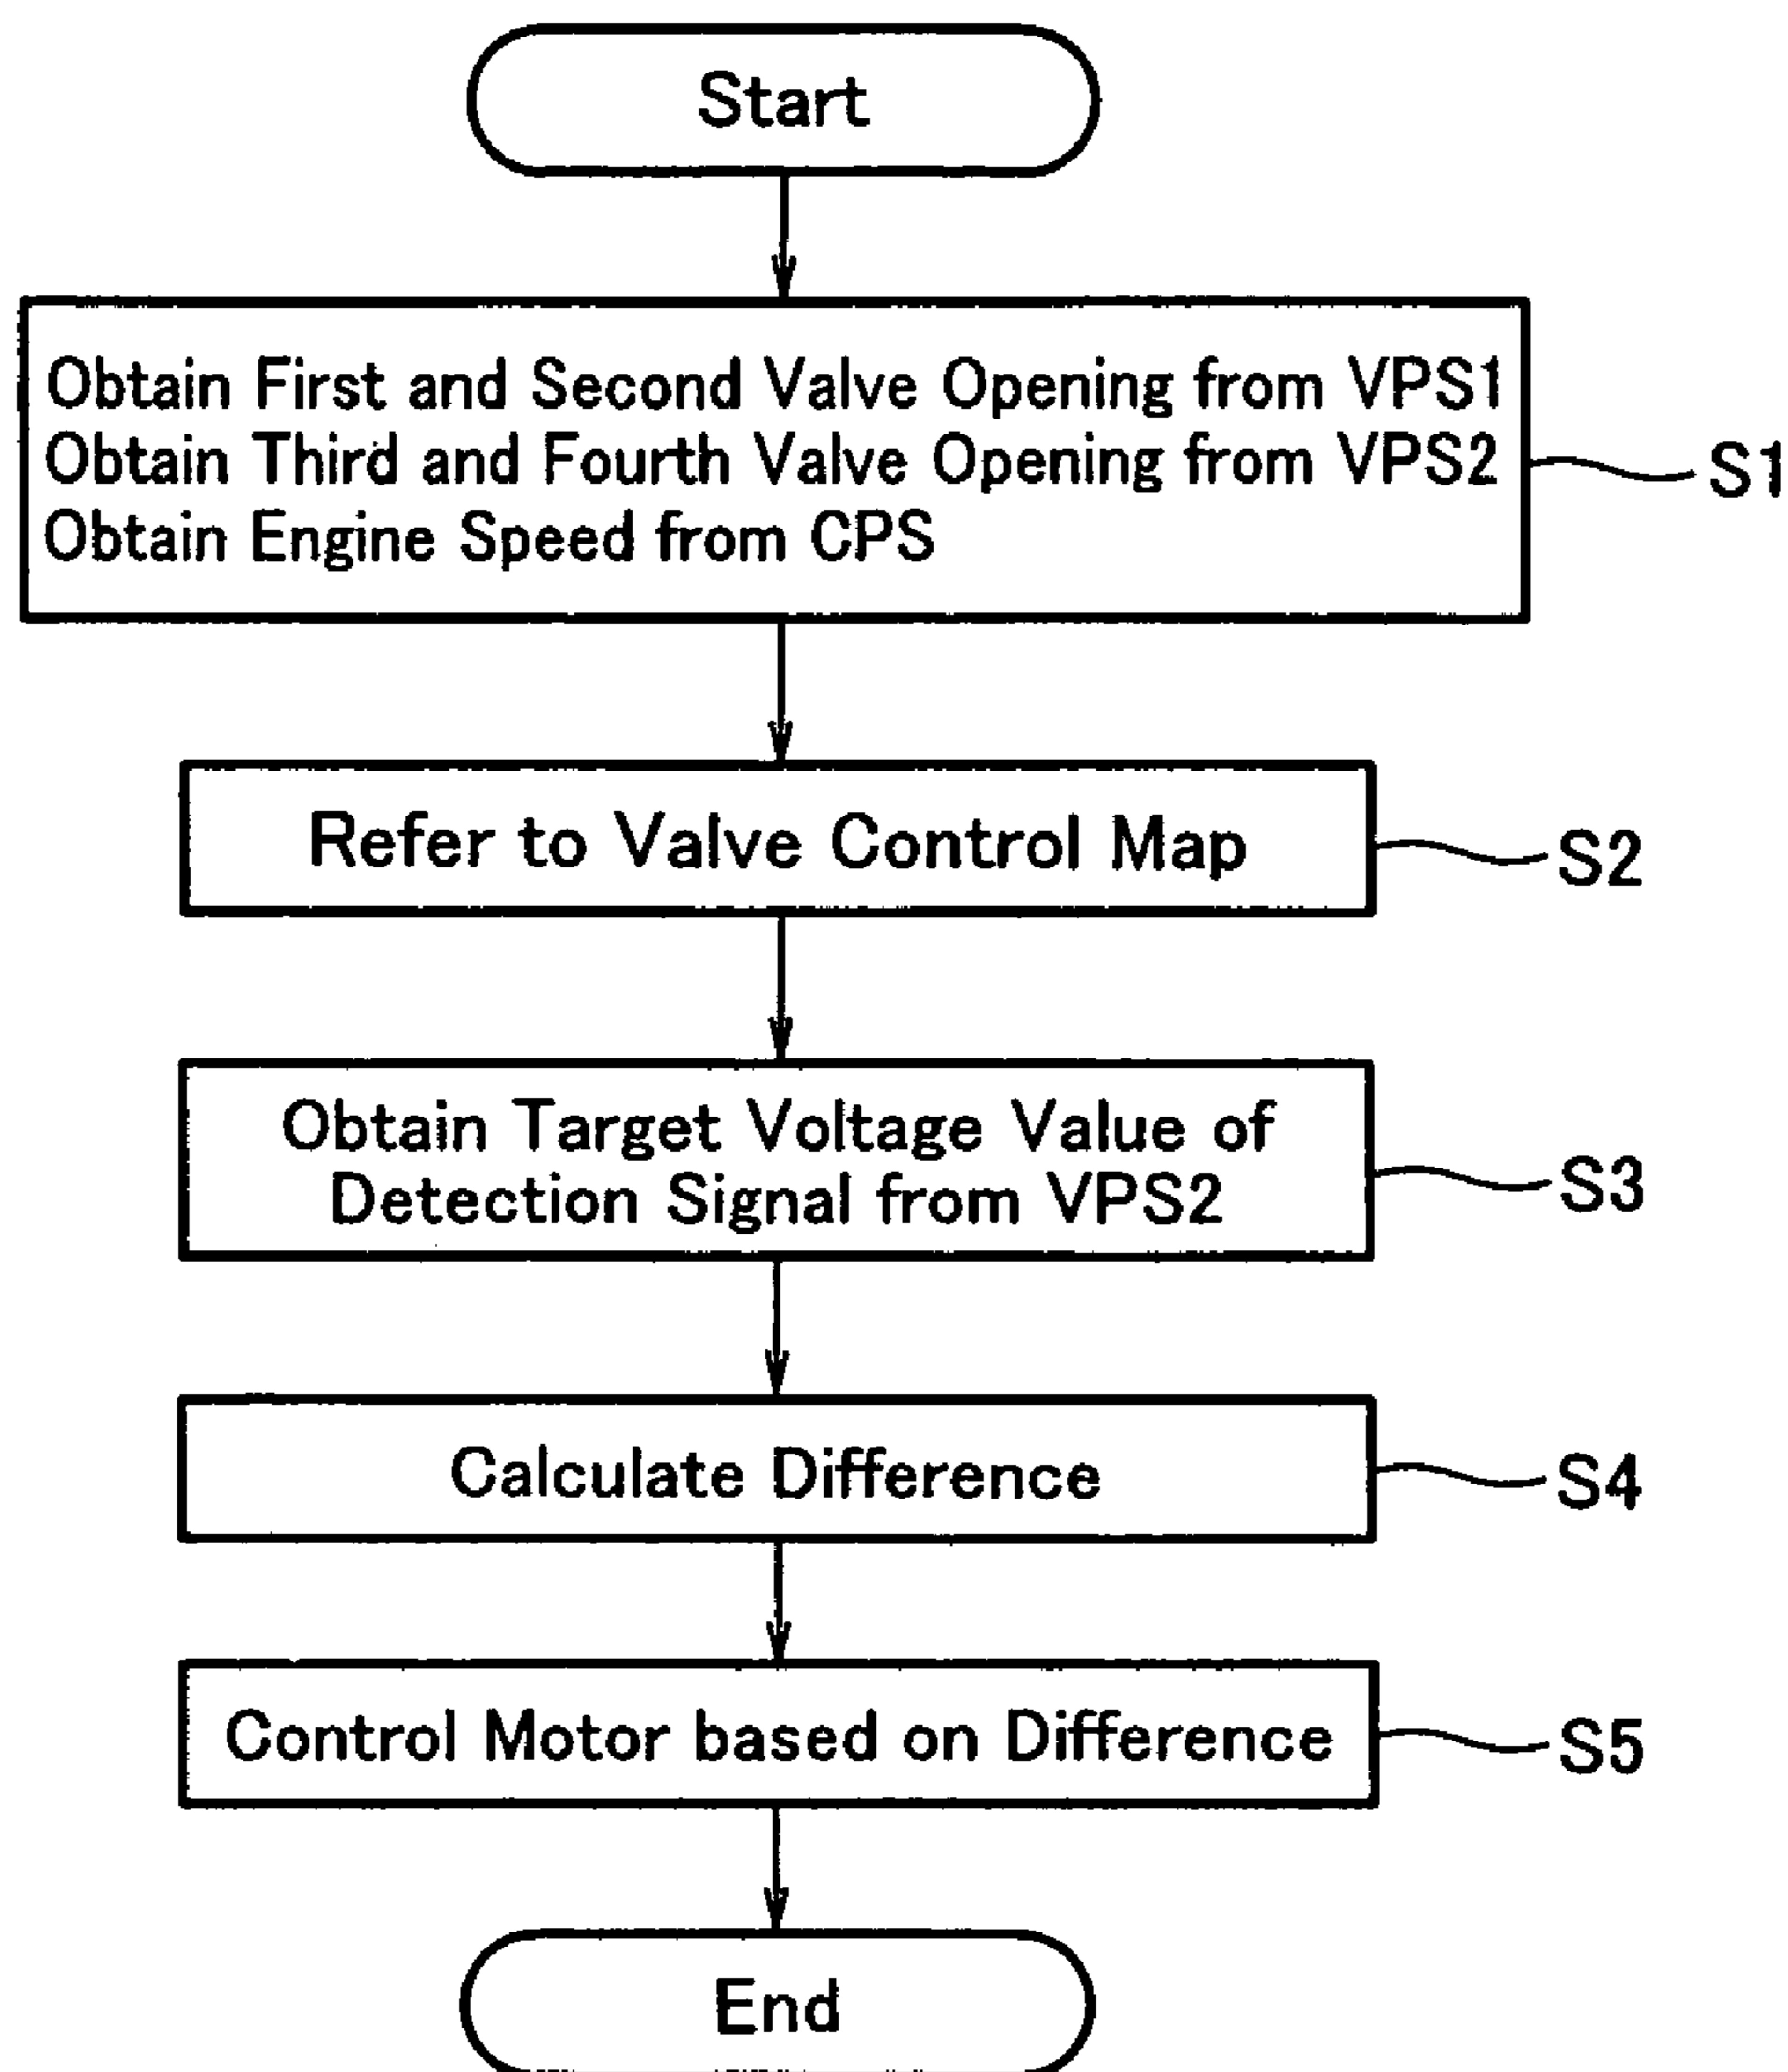 Start
Obtain First and Second Valve Opening from VPS1
Obtain Third and Fourth Valve Opening from VPS2
Obtain Engine Speed from CPS
S1
Refer to Valve Control Map
S2
Obtain Target Voltage Value of
Detection Signal from VPS2
S3
Calculate Difference
S4
Control Motor based on Difference
S5
End